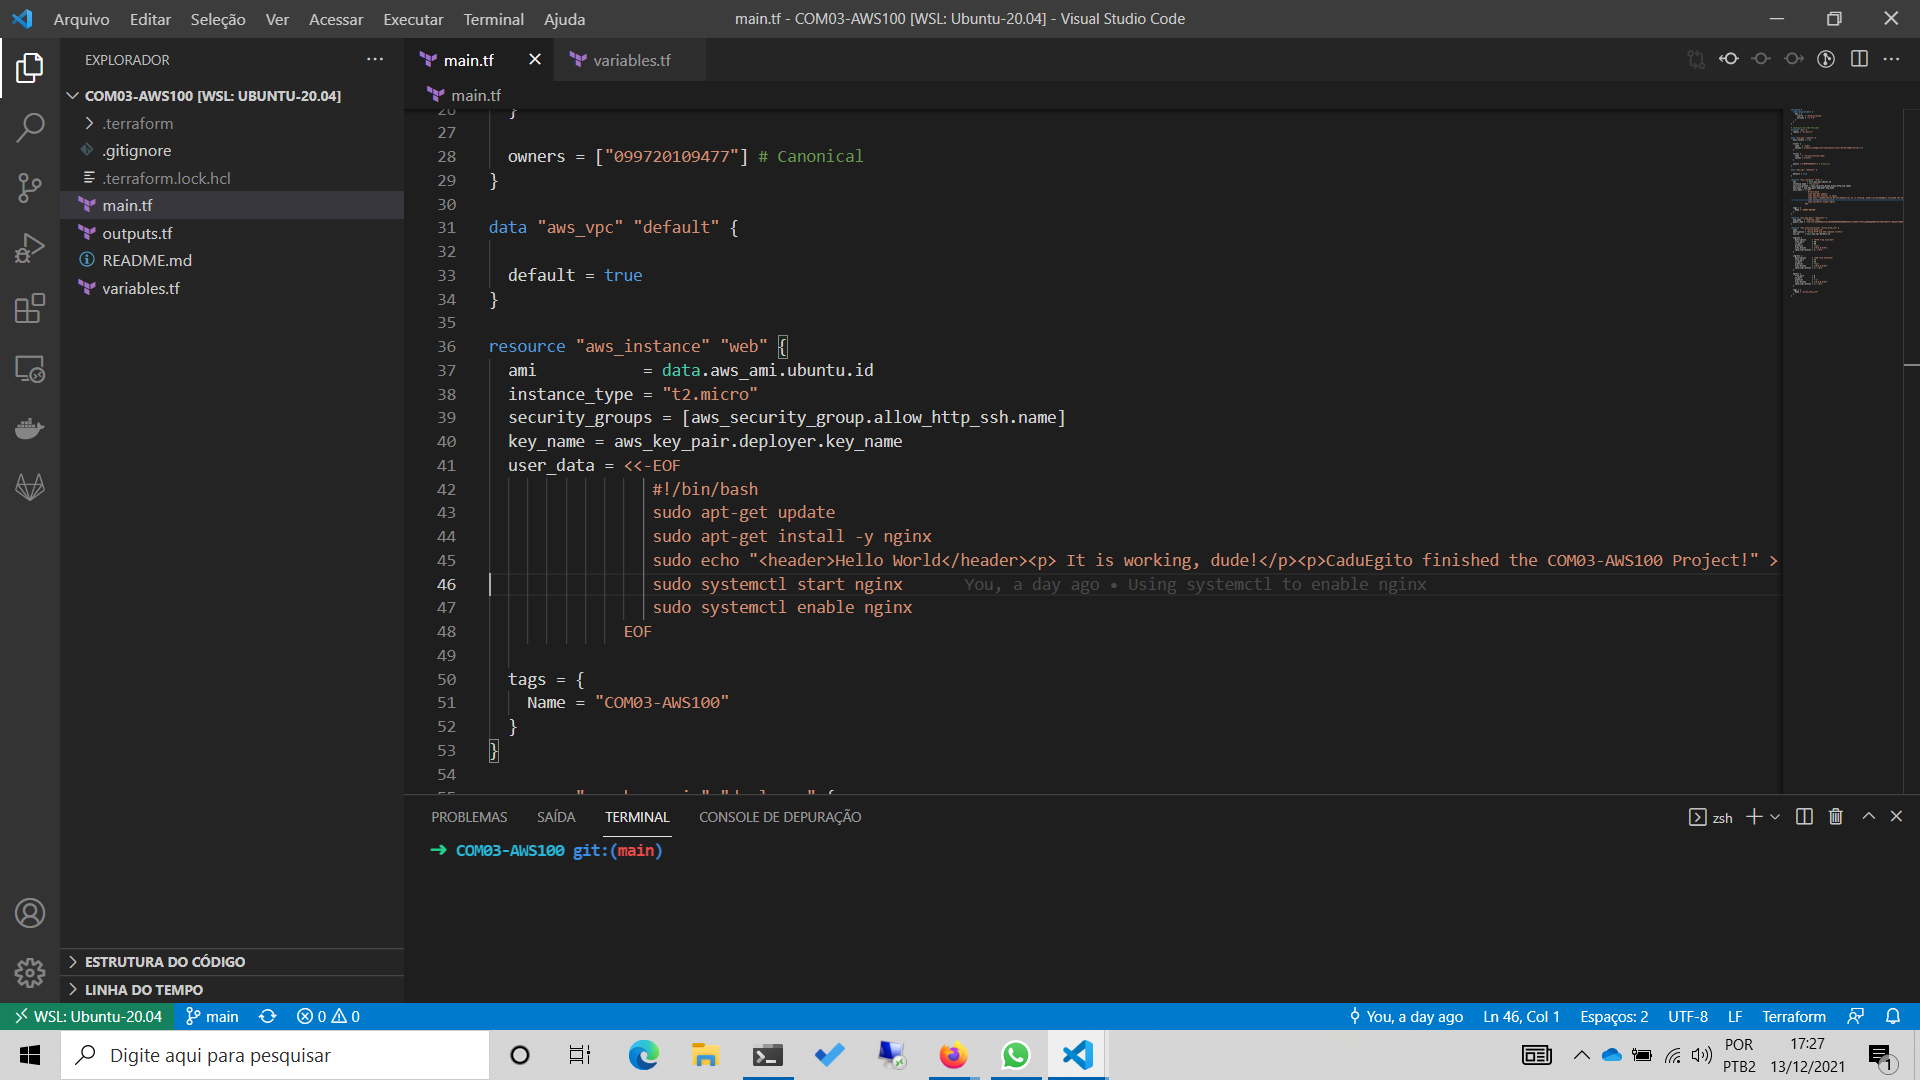 Arquivo Editar Seleção Ver Acessar Executar Terminal Ajuda
main.tf - COM03-AWS100 [WSL: Ubuntu-20.04] - Visual Studio Code
EXPLORADOR
COM03-AWS100 [WSL: UBUNTU-20.04]
.terraform
.gitignore
.terraform.lock.hcl
main.tf
outputs.tf
README.md
variables.tf
ESTRUTURA DO CÓDIGO
LINHA DO TEMPO
main.tf variables.tf
main.tf
26 }
27
28 owners = ["099720109477"] # Canonical
29 }
30
31 data "aws_vpc" "default" {
32
33 default = true
34 }
35
36 resource "aws_instance" "web" {
37 ami = data.aws_ami.ubuntu.id
38 instance_type = "t2.micro"
39 security_groups = [aws_security_group.allow_http_ssh.name]
40 key_name = aws_key_pair.deployer.key_name
41 user_data = <<-EOF
42 #!/bin/bash
43 sudo apt-get update
44 sudo apt-get install -y nginx
45 sudo echo "<header>Hello World</header><p> It is working, dude!</p><p>CaduEgito finished the COM03-AWS100 Project!" >
46 sudo systemctl start nginx You, a day ago • Using systemctl to enable nginx
47 sudo systemctl enable nginx
48 EOF
49
50 tags = {
51 Name = "COM03-AWS100"
52 }
53 }
54
PROBLEMAS SAÍDA TERMINAL CONSOLE DE DEPURAÇÃO
zsh
➜ COM03-AWS100 git:(main)
WSL: Ubuntu-20.04 main 0 0
You, a day ago Ln 46, Col 1 Espaços: 2 UTF-8 LF Terraform
Digite aqui para pesquisar
POR
PTB2
17:27
13/12/2021
1